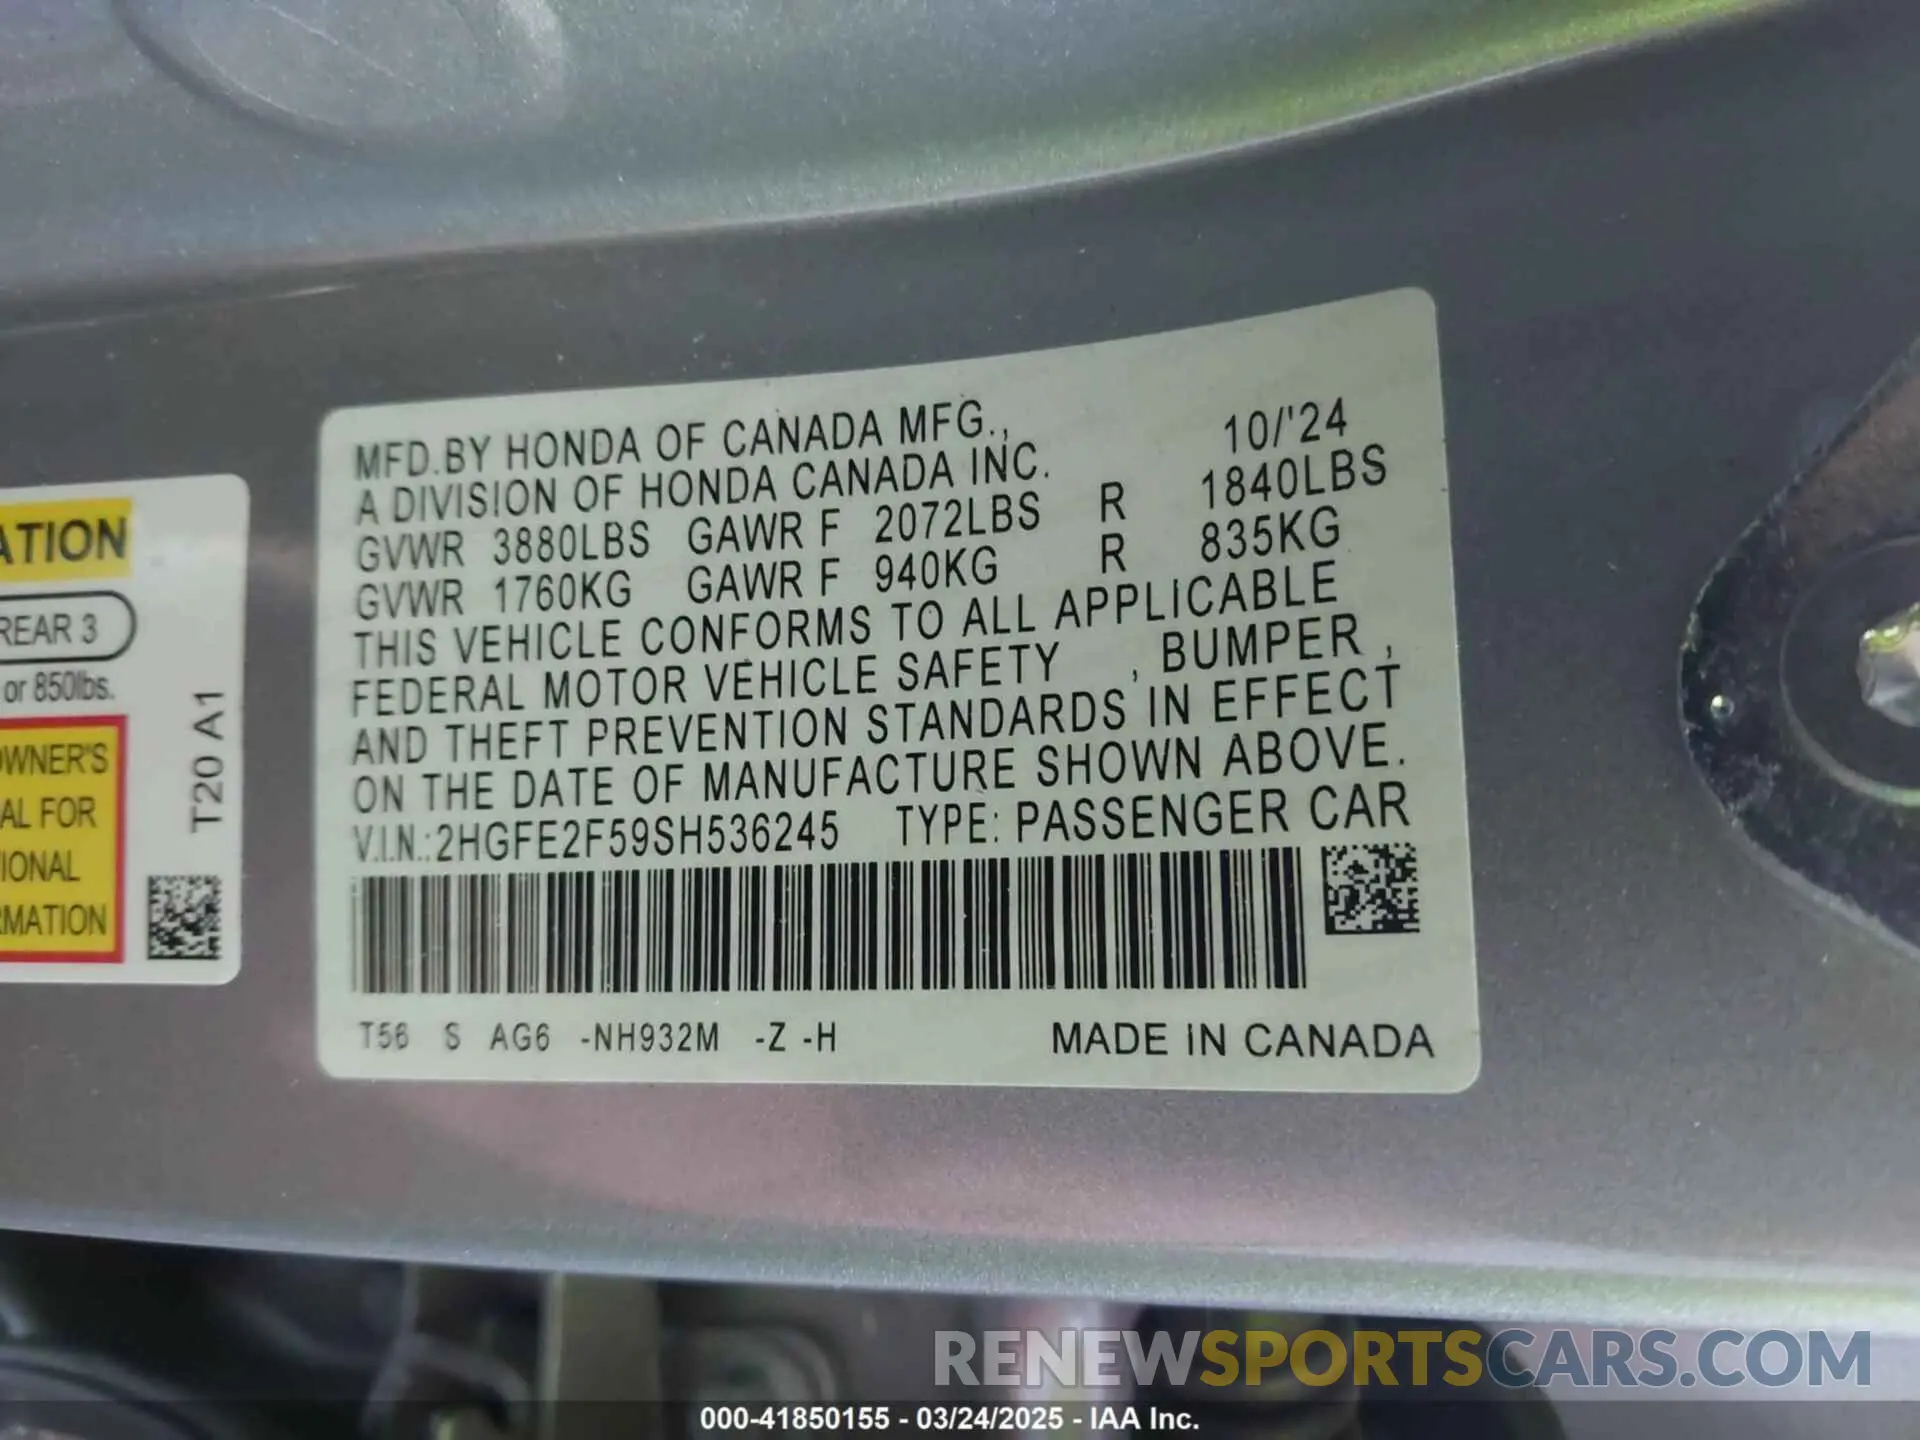 ATION
REAR 3
or 850lbs.
OWNER'S
AL FOR
IONAL
RMATION
T20 A1
MFD.BY HONDA OF CANADA MFG., 10/'24
A DIVISION OF HONDA CANADA INC.
GVWR 3880LBS GAWR F 2072LBS R 1840LBS
GVWR 1760KG GAWR F 940KG R 835KG
THIS VEHICLE CONFORMS TO ALL APPLICABLE
FEDERAL MOTOR VEHICLE SAFETY , BUMPER ,
AND THEFT PREVENTION STANDARDS IN EFFECT
ON THE DATE OF MANUFACTURE SHOWN ABOVE.
V.I.N.:2HGFE2F59SH536245 TYPE: PASSENGER CAR
T56 S AG6 -NH932M -Z -H MADE IN CANADA
RENEWSPORTSCARS.COM
000-41850155 - 03/24/2025 - IAA Inc.